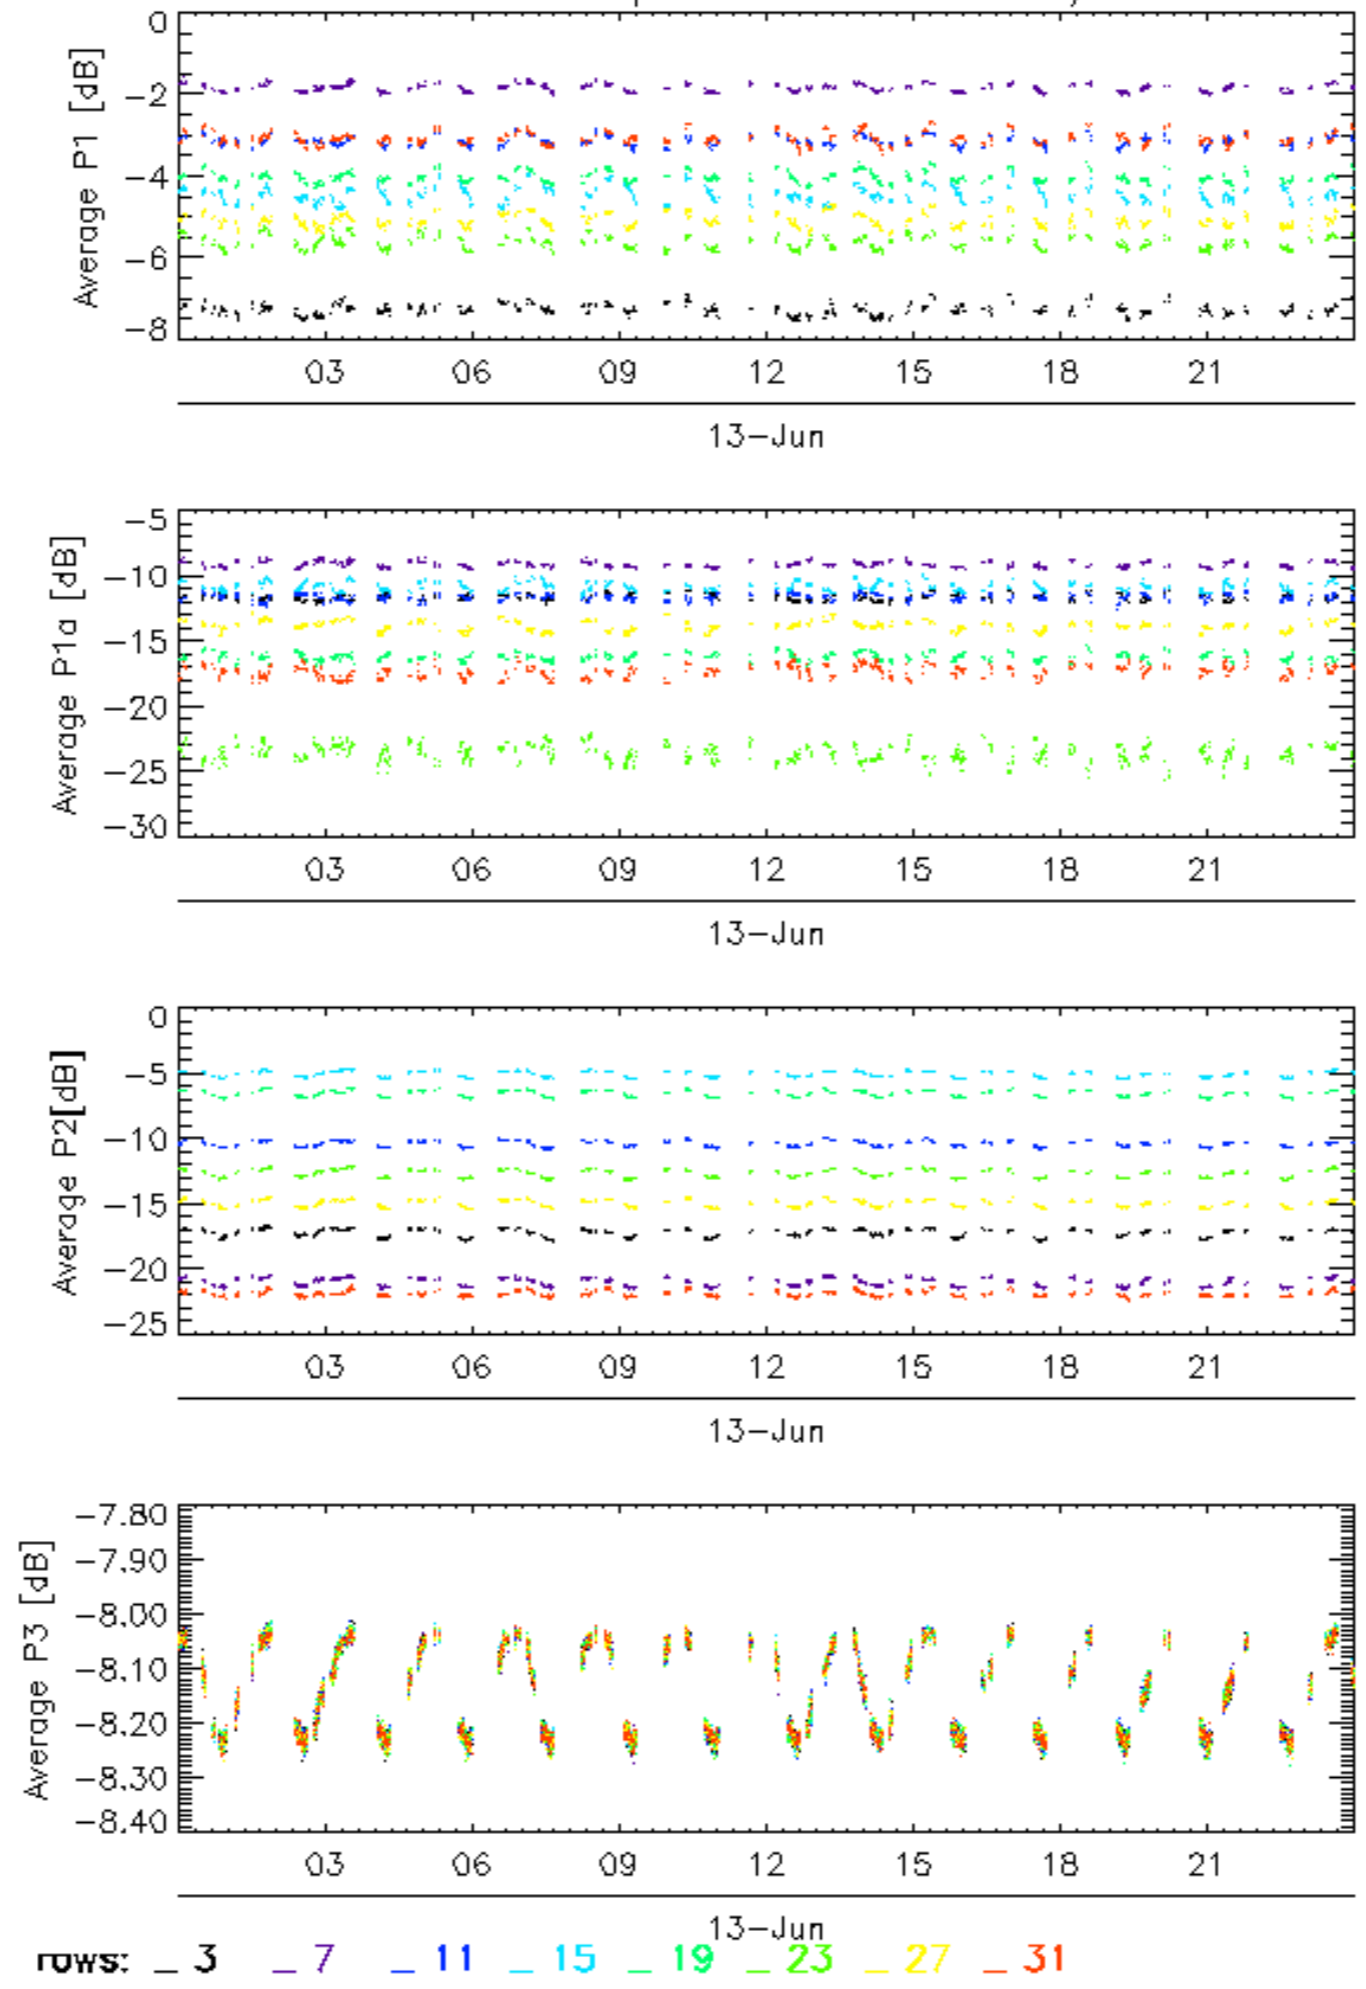 Average P1 [dB]
0
-2
-4
-6
-8
03 06 09 12 15 18 21
13-Jun
Average P1a [dB]
-5
-10
-15
-20
-25
-30
03 06 09 12 15 18 21
13-Jun
Average P2[dB]
0
-5
-10
-15
-20
-25
03 06 09 12 15 18 21
13-Jun
Average P3 [dB]
-7.80
-7.90
-8.00
-8.10
-8.20
-8.30
-8.40
03 06 09 12 15 18 21
13-Jun
rows: _ 3 _ 7 _ 11 _ 15 _ 19 _ 23 _ 27 _ 31